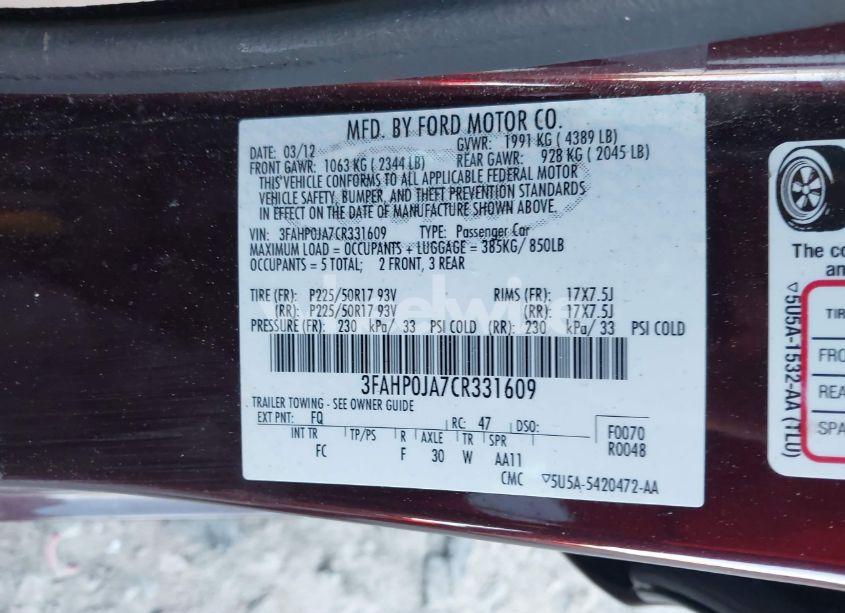 MFD. BY FORD MOTOR CO.
DATE: 03/12 GVWR: 1991 KG ( 4389 LB)
FRONT GAWR: 1063 KG ( 2344 LB) REAR GAWR: 928 KG ( 2045 LB)
THIS VEHICLE CONFORMS TO ALL APPLICABLE FEDERAL MOTOR
VEHICLE SAFETY, BUMPER, AND THEFT PREVENTION STANDARDS
IN EFFECT ON THE DATE OF MANUFACTURE SHOWN ABOVE.
VIN: 3FAHP0JA7CR331609 TYPE: Passenger Car
MAXIMUM LOAD = OCCUPANTS + LUGGAGE = 385KG/ 850LB
OCCUPANTS = 5 TOTAL; 2 FRONT, 3 REAR
TIRE (FR): P225/50R17 93V RIMS (FR): 17X7.5J
(RR): P225/50R17 93V (RR): 17X7.5J
PRESSURE (FR): 230 kPa/ 33 PSI COLD (RR): 230 kPa/ 33 PSI COLD
3FAHP0JA7CR331609
TRAILER TOWING - SEE OWNER GUIDE
EXT PNT: FQ RC: 47 DSO: F0070
INT TR TP/PS R AXLE TR SPR R0048
FC F 30 W AA11
CMC ▽5U5A-5420472-AA
The co
an
TIR
FRO
REA
SPA
▽5U5A-1532-AA (1LU)